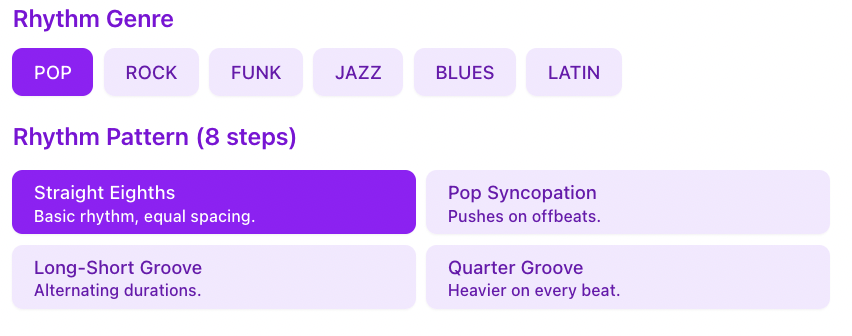 Rhythm Genre
POP ROCK FUNK JAZZ BLUES LATIN
Rhythm Pattern (8 steps)
Straight Eighths
Basic rhythm, equal spacing.
Pop Syncopation
Pushes on offbeats.
Long-Short Groove
Alternating durations.
Quarter Groove
Heavier on every beat.